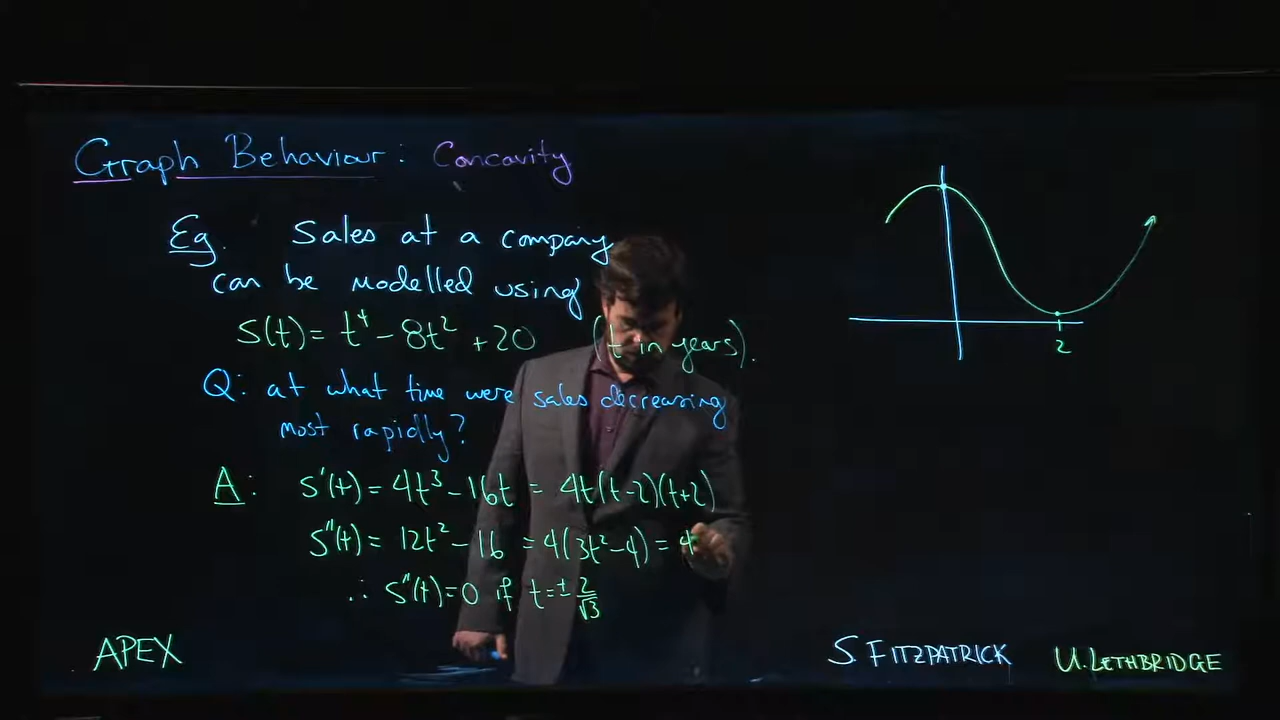 Graph Behaviour: Concavity
Eg. Sales at a company
can be modelled using
S(t) = t⁴ - 8t² + 20 (t in years).
Q: at what time were sales decreasing
most rapidly?
A: S'(t) = 4t³ - 16t = 4t(t-2)(t+2)
S"(t) = 12t² - 16 = 4(3t²-4) = 4
∴ S"(t) = 0 if t = ± 2/√3
2
APEX
S. FITZPATRICK
U. LETHBRIDGE